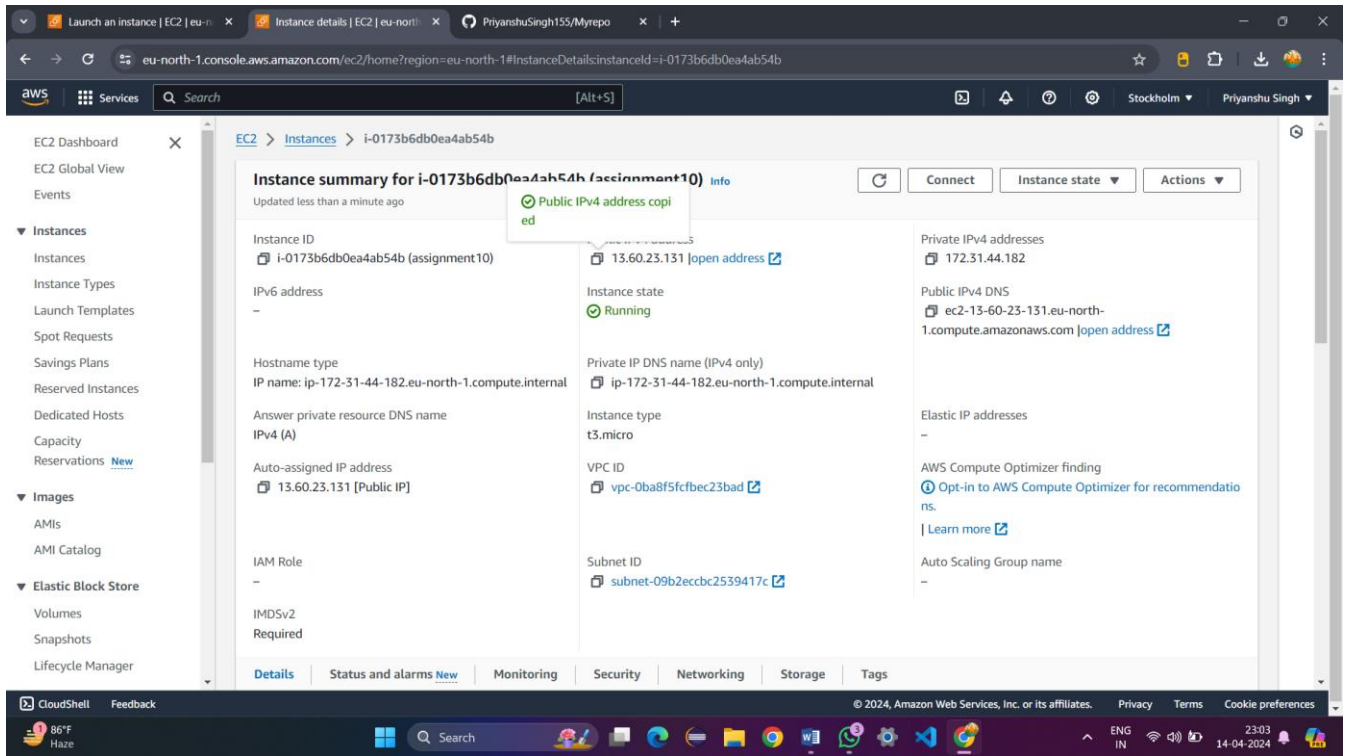 Launch an instance | EC2 | eu-n
Instance details | EC2 | eu-north
PriyanshuSingh155/Myrepo
eu-north-1.console.aws.amazon.com/ec2/home?region=eu-north-1#InstanceDetails:instanceId=i-0173b6db0ea4ab54b
aws Services Search [Alt+S] Stockholm ▼ Priyanshu Singh ▼
EC2 Dashboard
EC2 Global View
Events
▼ Instances
Instances
Instance Types
Launch Templates
Spot Requests
Savings Plans
Reserved Instances
Dedicated Hosts
Capacity
Reservations New
▼ Images
AMIs
AMI Catalog
▼ Elastic Block Store
Volumes
Snapshots
Lifecycle Manager
EC2 > Instances > i-0173b6db0ea4ab54b
Instance summary for i-0173b6db0ea4ab54b (assignment10) Info
Updated less than a minute ago
Connect
Instance state ▼
Actions ▼
Public IPv4 address copi
ed
Instance ID
i-0173b6db0ea4ab54b (assignment10)
13.60.23.131 |open address
Private IPv4 addresses
172.31.44.182
IPv6 address
–
Instance state
Running
Public IPv4 DNS
ec2-13-60-23-131.eu-north-
1.compute.amazonaws.com |open address
Hostname type
IP name: ip-172-31-44-182.eu-north-1.compute.internal
Private IP DNS name (IPv4 only)
ip-172-31-44-182.eu-north-1.compute.internal
Answer private resource DNS name
IPv4 (A)
Instance type
t3.micro
Elastic IP addresses
–
Auto-assigned IP address
13.60.23.131 [Public IP]
VPC ID
vpc-0ba8f5fcfbec23bad
AWS Compute Optimizer finding
Opt-in to AWS Compute Optimizer for recommendatio
ns.
| Learn more
IAM Role
–
Subnet ID
subnet-09b2eccbc2539417c
Auto Scaling Group name
–
IMDSv2
Required
Details Status and alarms New Monitoring Security Networking Storage Tags
CloudShell Feedback © 2024, Amazon Web Services, Inc. or its affiliates. Privacy Terms Cookie preferences
1
86°F
Haze
Search
3
ENG
IN
23:03
14-04-2024